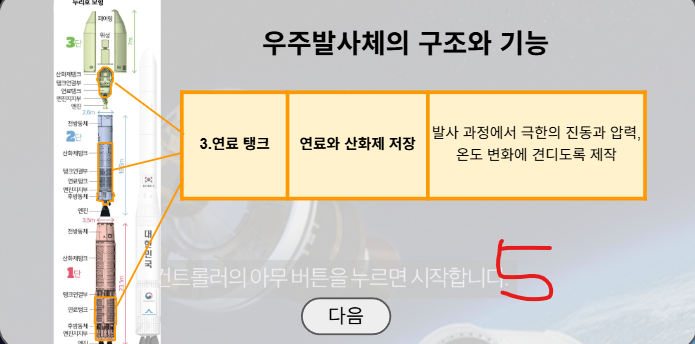 누리호 모형
우주발사체의 구조와 기능
페어링
위성
3단
7m
산화제탱크
탱크연결부
연료탱크
엔진지지부
엔진
2.6m
전방동체
2단
산화제탱크
탱크연결부
연료탱크
엔진지지부
후방동체
엔진
3.5m
전방동체
산화제탱크
1단
탱크연결부
연료탱크
후방동체
엔진지지부
엔진
대한민국
3.연료 탱크
연료와 산화제 저장
발사 과정에서 극한의 진동과 압력,
온도 변화에 견디도록 제작
컨트롤러의 아무 버튼을 누르면 시작합니다.
5
다음